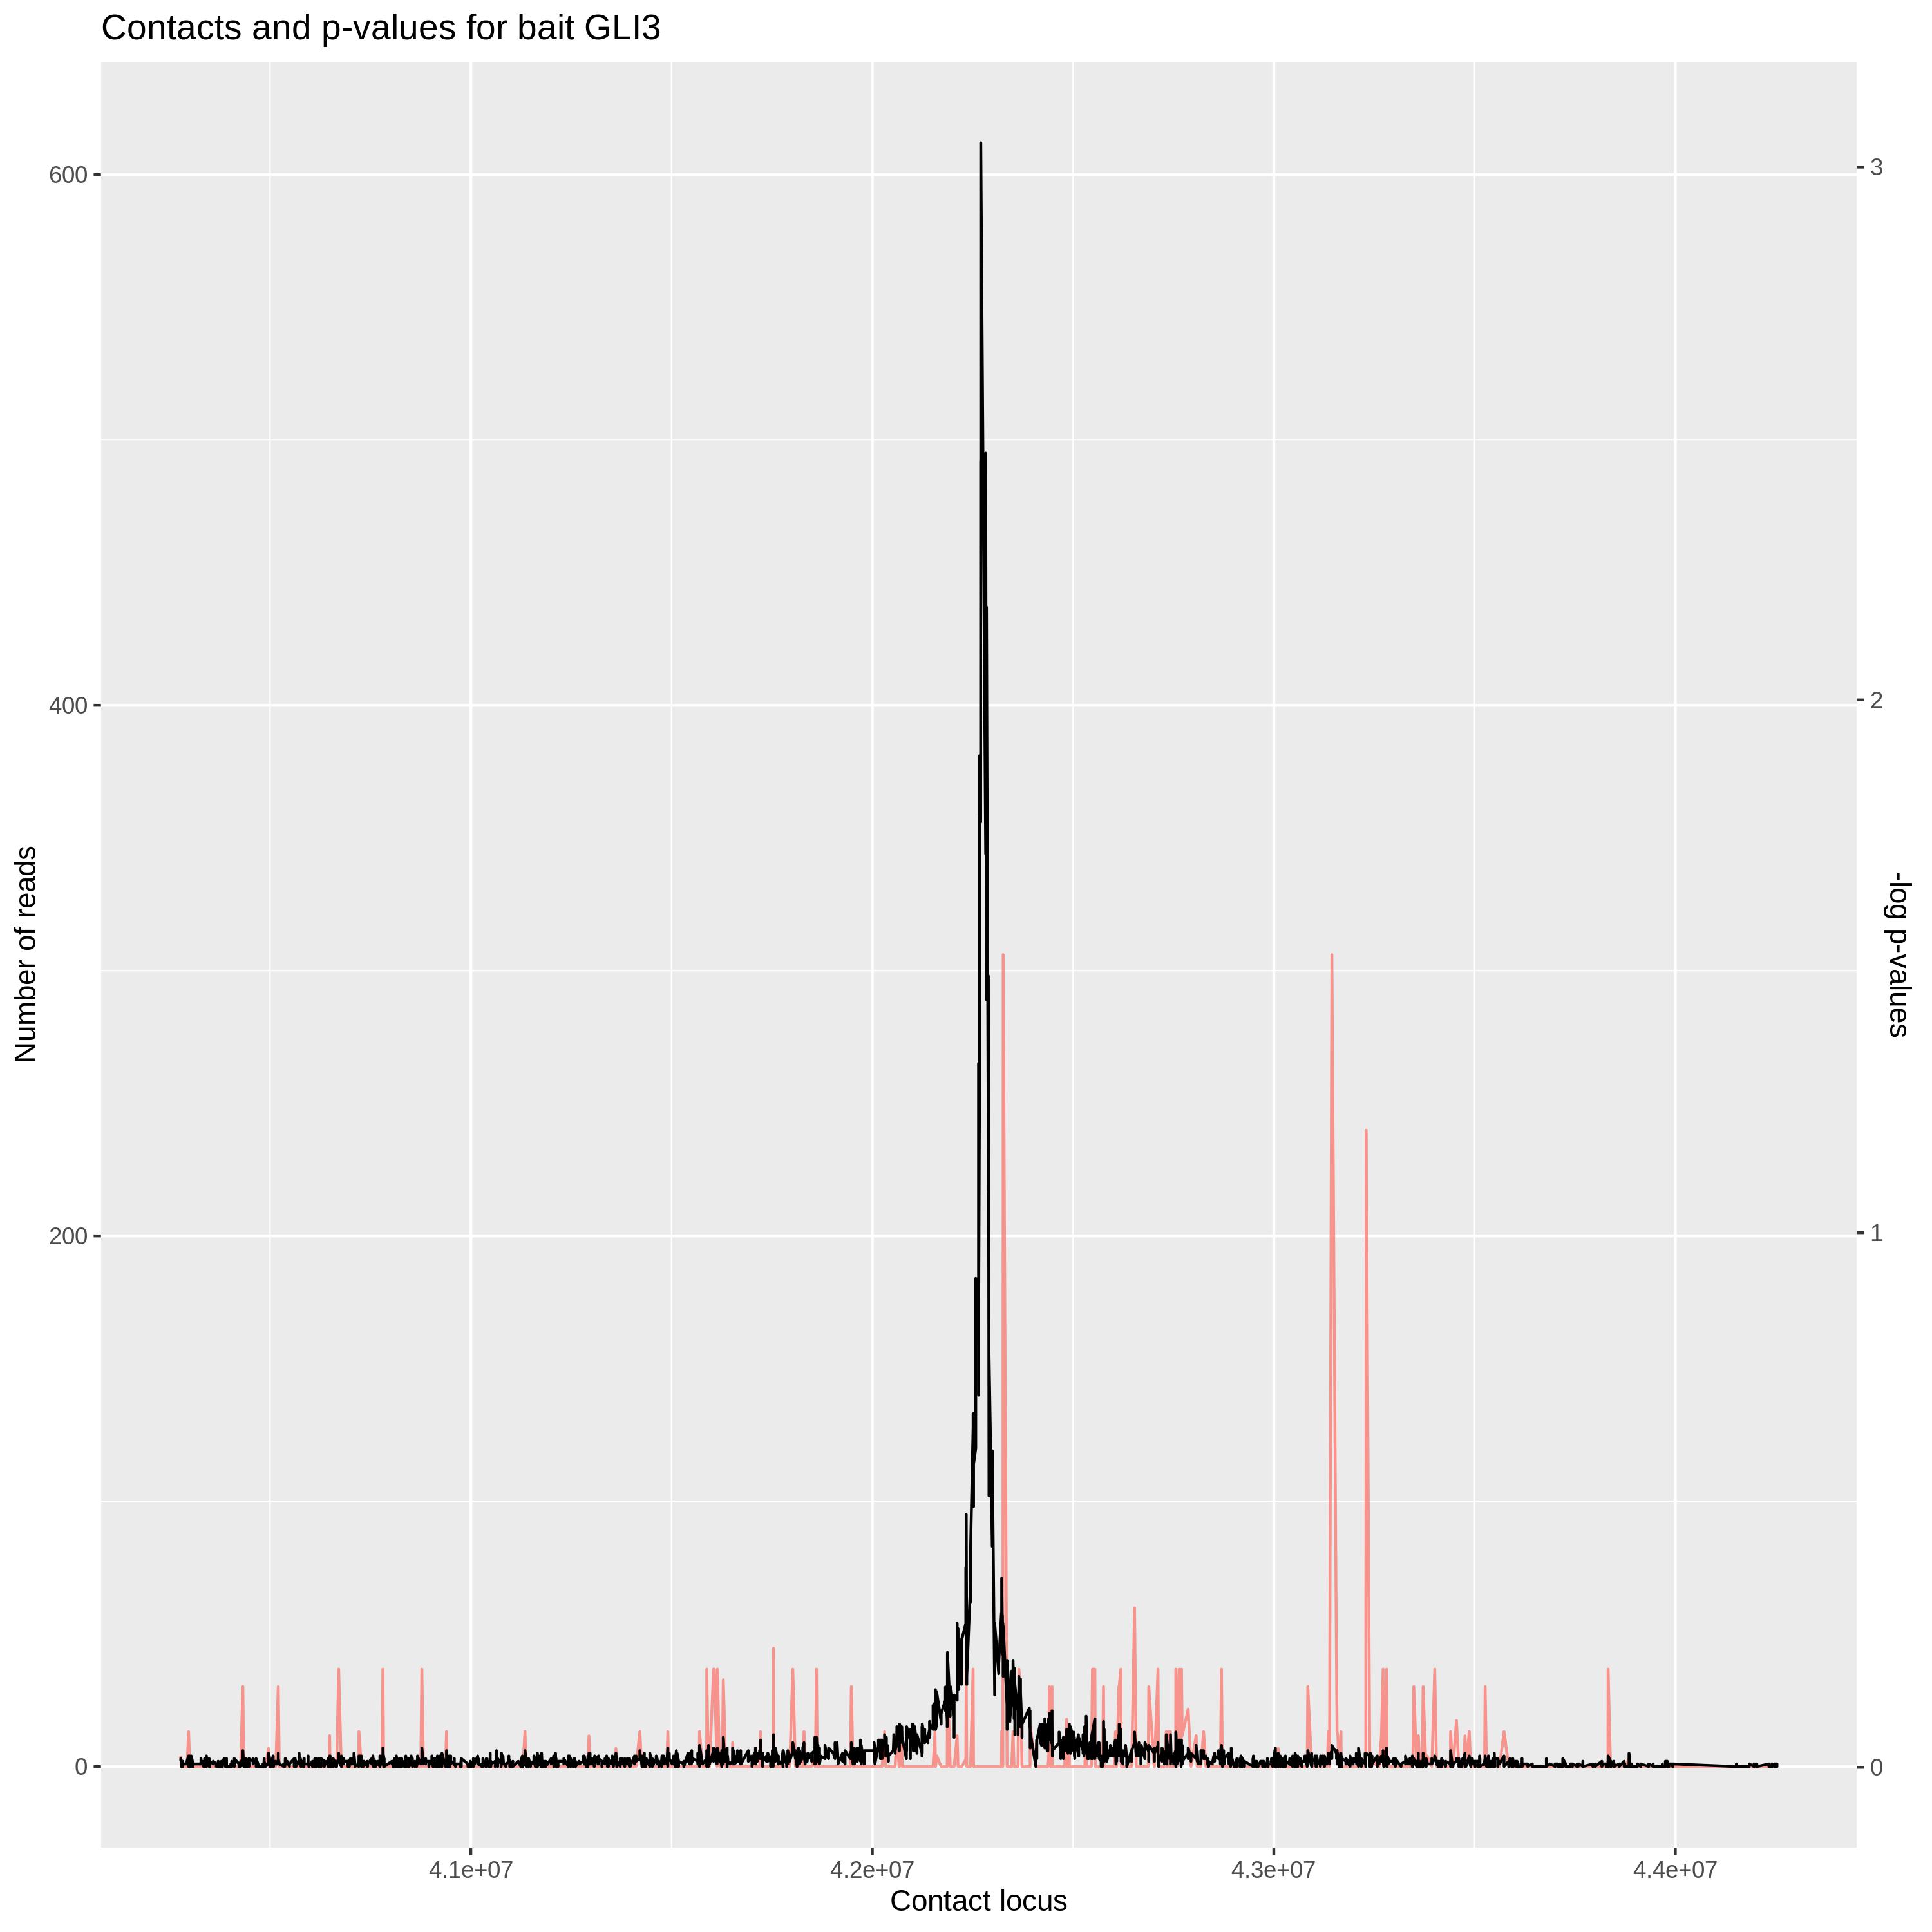 Contacts and p-values for bait GLI3
600
400
200
0
Number of reads
3
2
1
0
-log p-values
4.1e+07 4.2e+07 4.3e+07 4.4e+07
Contact locus